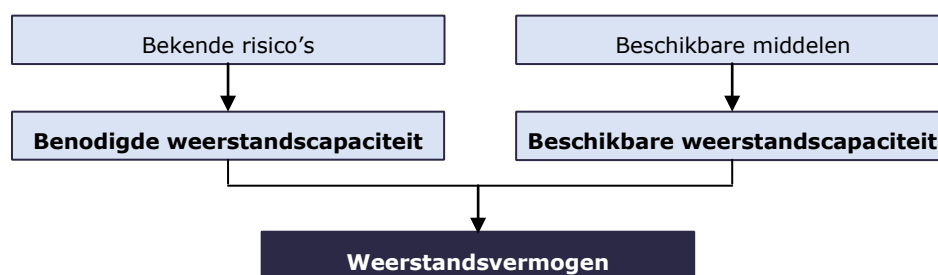 Bekende risico’s
Beschikbare middelen
Benodigde weerstandscapaciteit
Beschikbare weerstandscapaciteit
Weerstandsvermogen